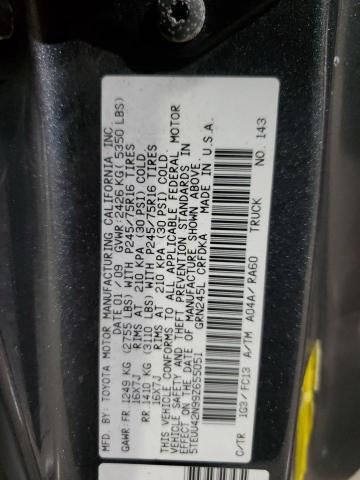 MFD. BY: TOYOTA MOTOR MANUFACTURING CALIFORNIA INC
DATE 01/09 GVWR: 2426 KG( 5350 LBS)
GAWR: FR 1249 KG (2755 LBS) WITH P245/75R16 TIRES
16X7J RIMS AT 210 KPA (30 PSI) COLD
RR 1410 KG (3110 LBS) WITH P245/75R16 TIRES
16X7J RIMS AT 210 KPA (30 PSI) COLD
THIS VEHICLE CONFORMS TO ALL APPLICABLE FEDERAL MOTOR
VEHICLE SAFETY AND THEFT PREVENTION STANDARDS IN
EFFECT ON THE DATE OF MANUFACTURE SHOWN ABOVE.
5TEUU42N99Z655051 MADE IN U.S.A.
GRN245L CRFDKA
TRUCK
C/TR 1G3/FC13 A/TM A04A/RA60 NO. 143